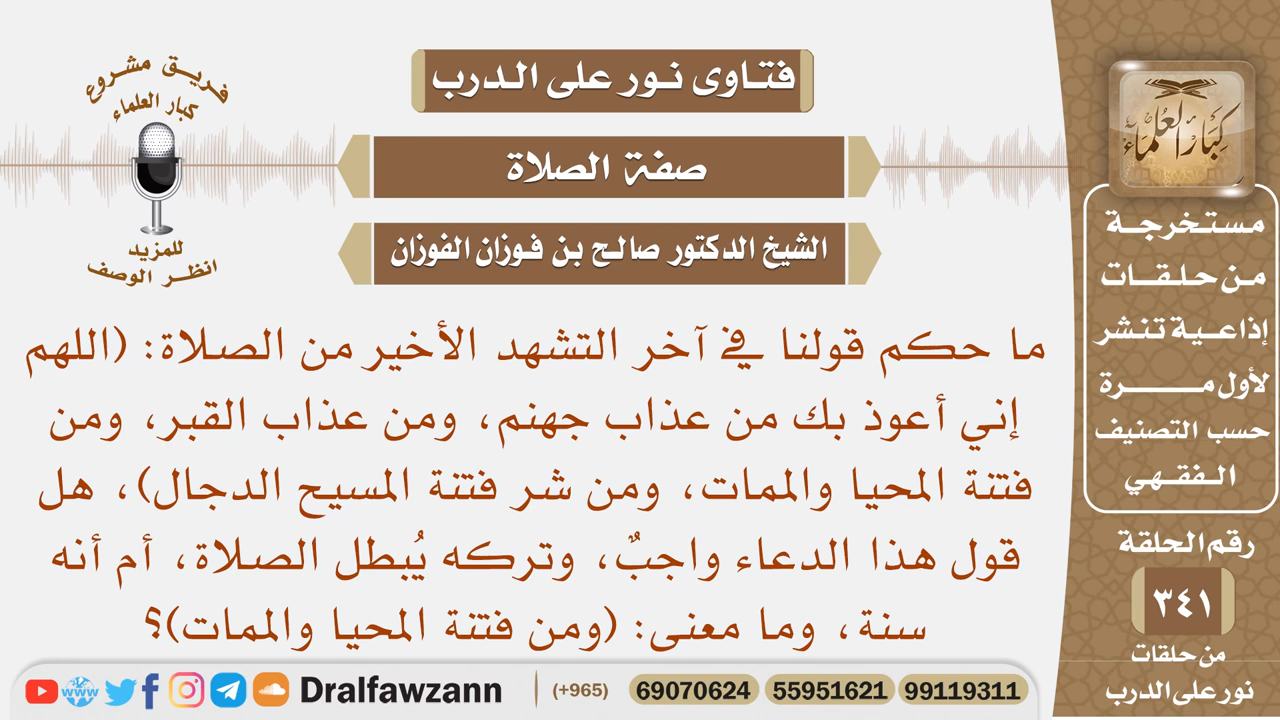 فتاوى نور على الدرب
صفة الصلاة
الشيخ الدكتور صالح بن فوزان الفوزان
فريق مشروع
كبار العلماء
للمزيد
انظر الوصف
ما حكم قولنا في آخر التشهد الأخير من الصلاة: (اللهم
إني أعوذ بك من عذاب جهنم، ومن عذاب القبر، ومن
فتنة المحيا والممات، ومن شر فتنة المسيح الدجال)، هل
قول هذا الدعاء واجبٌ، وتركه يُبطل الصلاة، أم أنه
سنة، وما معنى: (ومن فتنة المحيا والممات)؟
كبار العلماء
مستخرجة
من حلقات
إذاعية تنشر
لأول مرة
حسب التصنيف
الفقهي
رقم الحلقة
٣٤١
من حلقات
نور على الدرب
www Dralfawzann (+965) 69070624 55951621 99119311